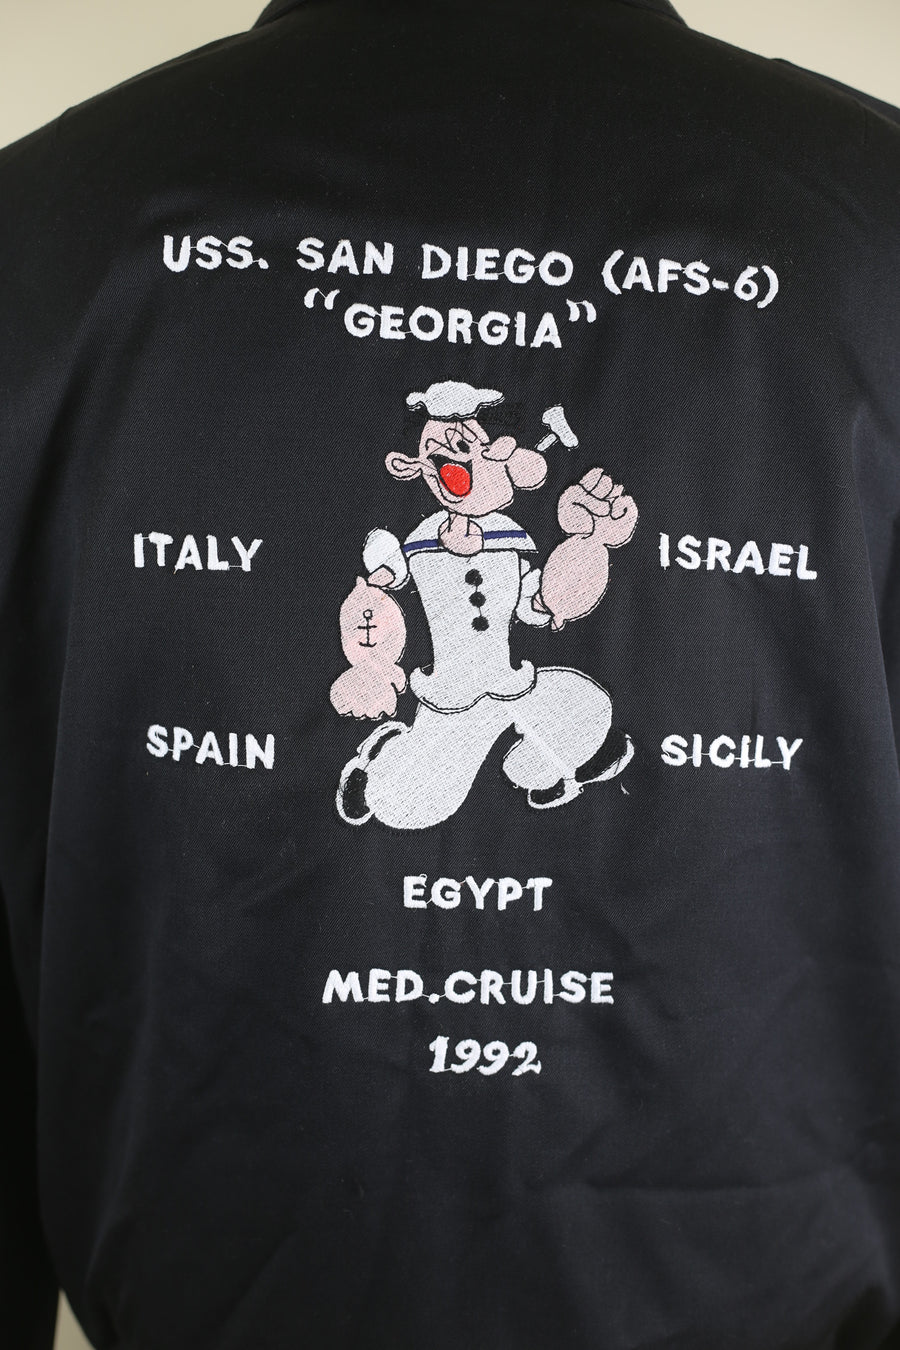 USS. SAN DIEGO (AFS-6)
“GEORGIA”
ITALY
ISRAEL
SPAIN
SICILY
EGYPT
MED.CRUISE
1992